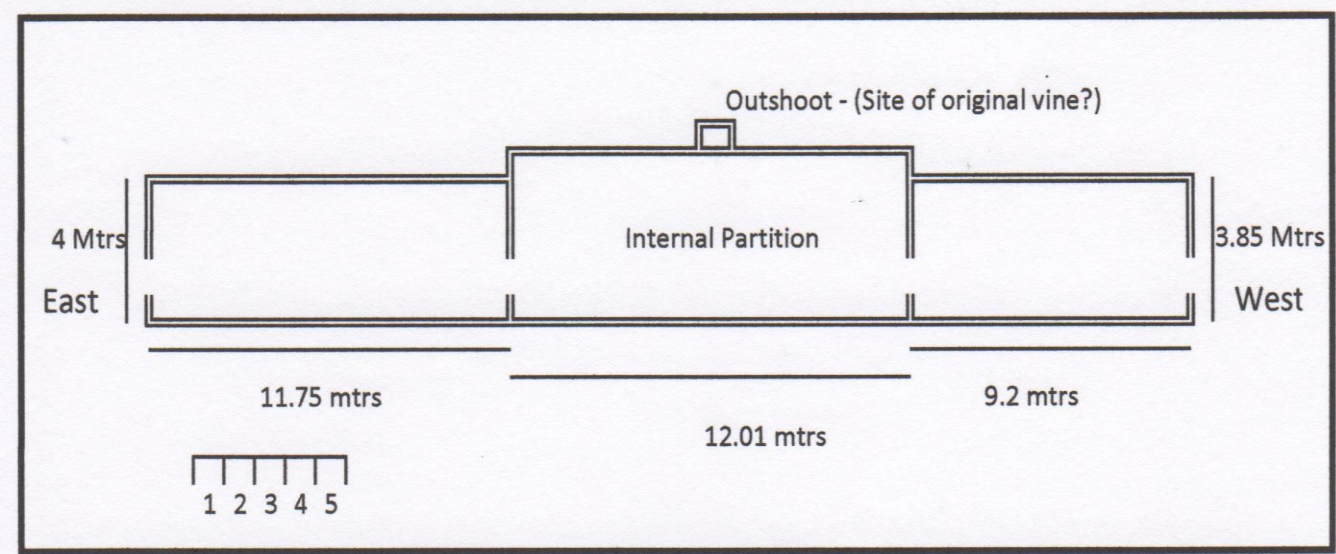 Outshoot - (Site of original vine?)
4 Mtrs
Internal Partition
3.85 Mtrs
East
West
11.75 mtrs
9.2 mtrs
12.01 mtrs
1 2 3 4 5